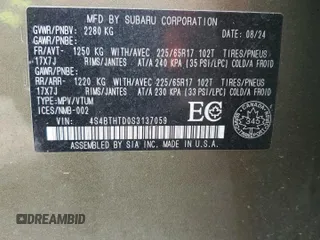 MFD BY SUBARU CORPORATION
GVWR/PNBV: 2280 KG 08/24
GAWR/PNBE:
FR/AVT- 1250 KG WITH/AVEC 225/65R17 102T TIRES/PNEUS
17X7J RIMS/JANTES AT/A 240 KPA (35 PSI/LPC) COLD/A FROID
GAWR/PNBE:
RR/ARR- 1220 KG WITH/AVEC 225/65R17 102T TIRES/PNEUS
17X7J RIMS/JANTES AT/A 230 KPA (33 PSI/LPC) COLD/A FROID
TYPE:MPV/VTUM
ICES/NMB-002
VIN: 4S4BTHTD0S3137059
EC
CANADA
345
ASSEMBLED BY SIA INC. MADE IN U.S.A.
© DREAMBID